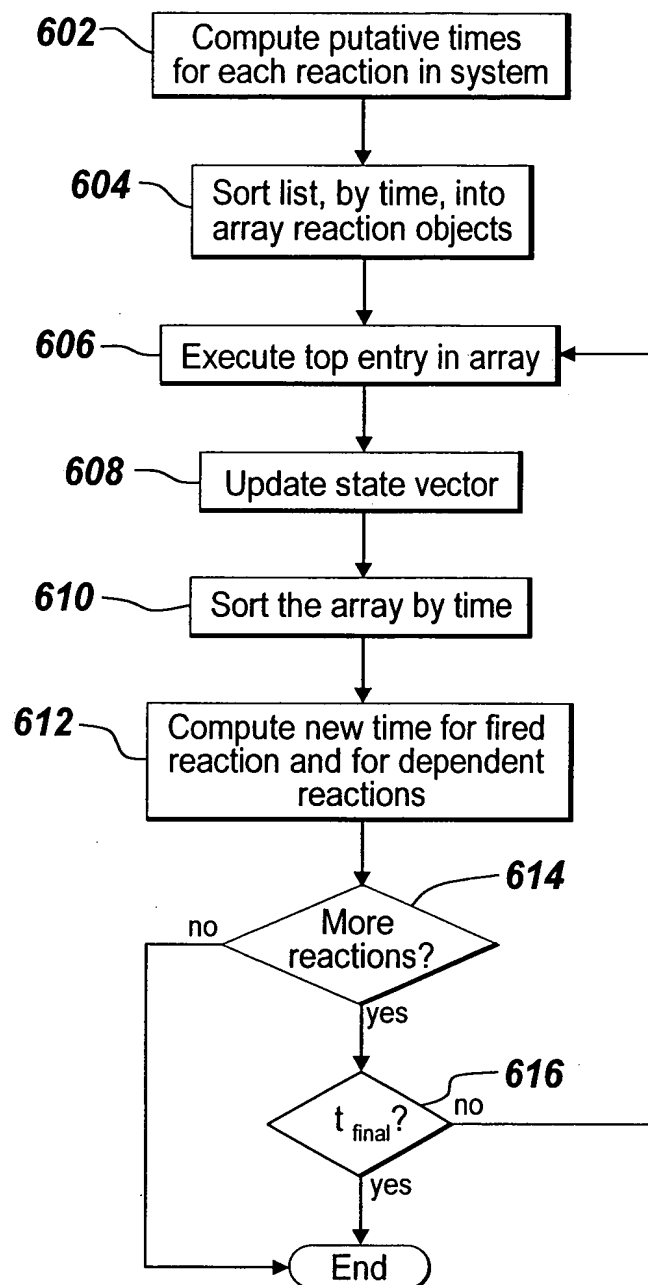 602
Compute putative times
for each reaction in system
604
Sort list, by time, into
array reaction objects
606
Execute top entry in array
608
Update state vector
610
Sort the array by time
612
Compute new time for fired
reaction and for dependent
reactions
614
no
More
reactions?
yes
616
t final?
no
yes
End